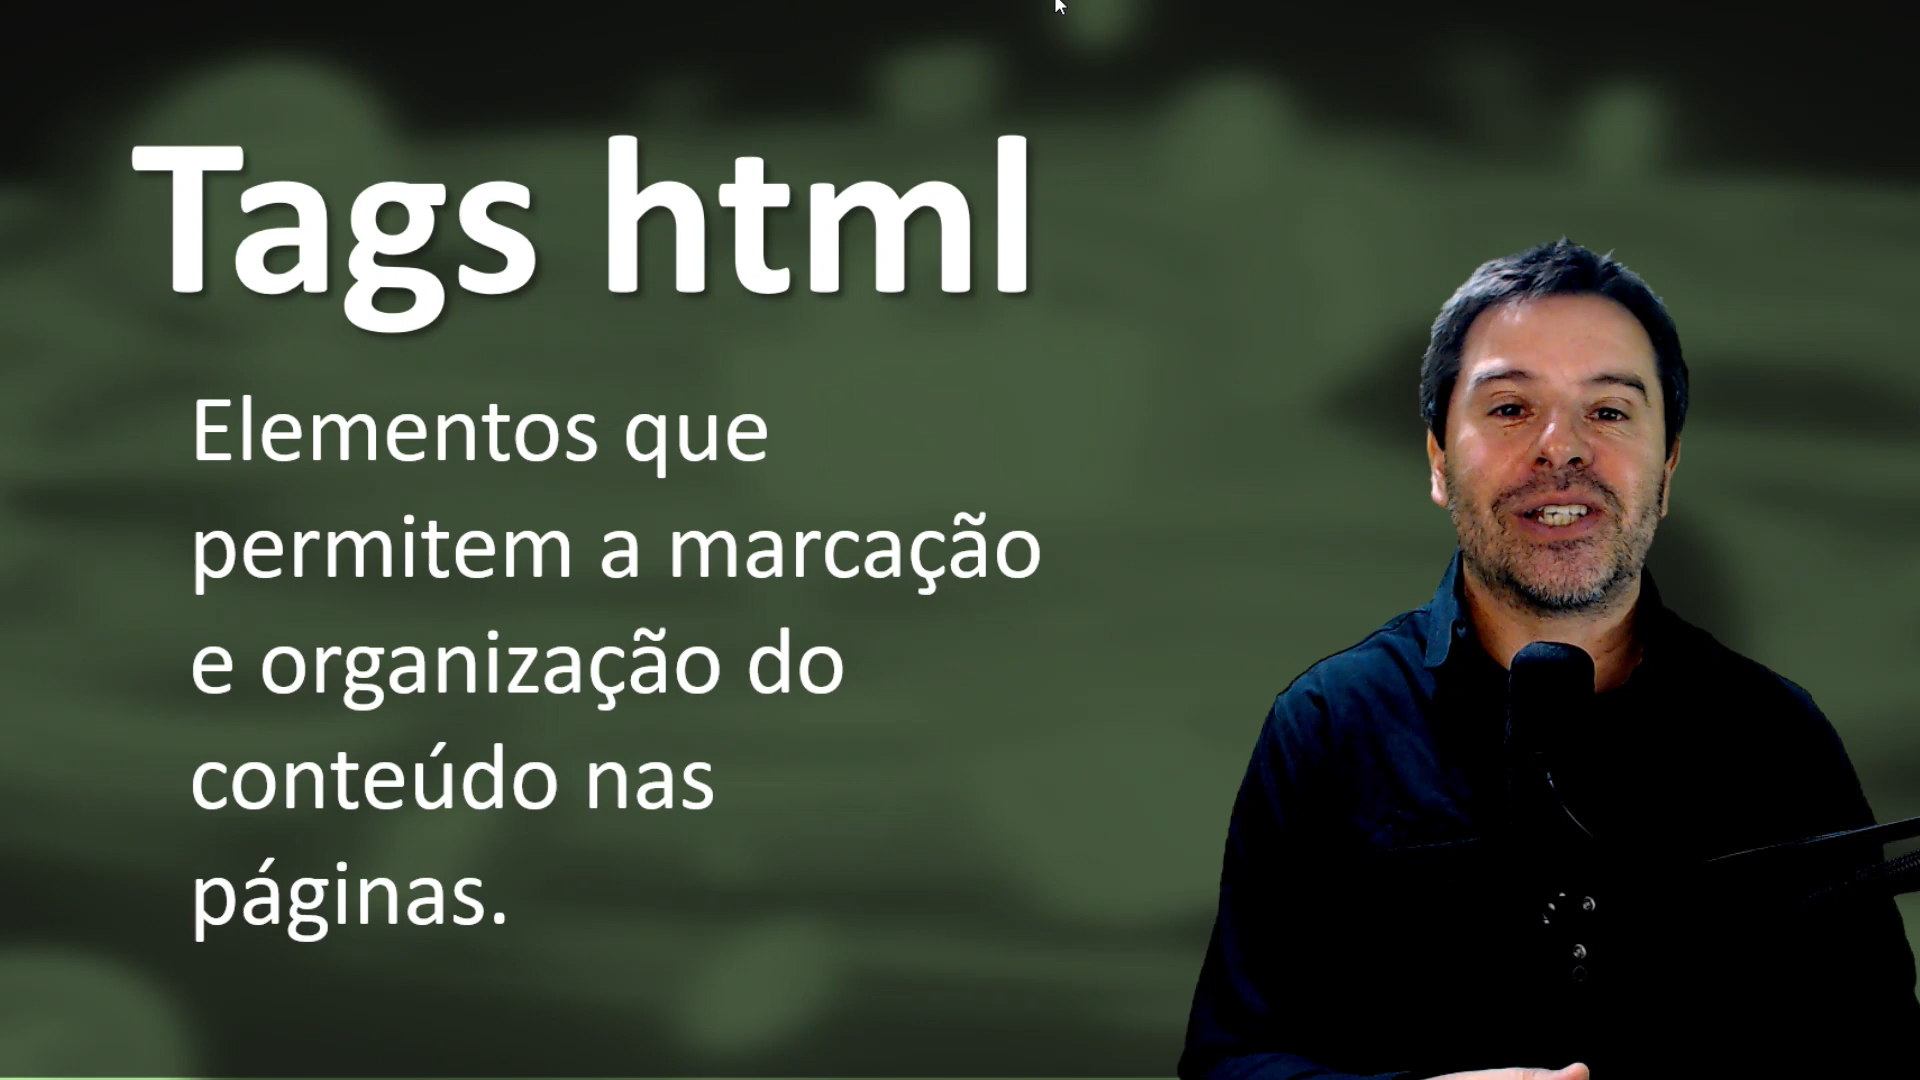 Tags html
Elementos que
permitem a marcação
e organização do
conteúdo nas
páginas.